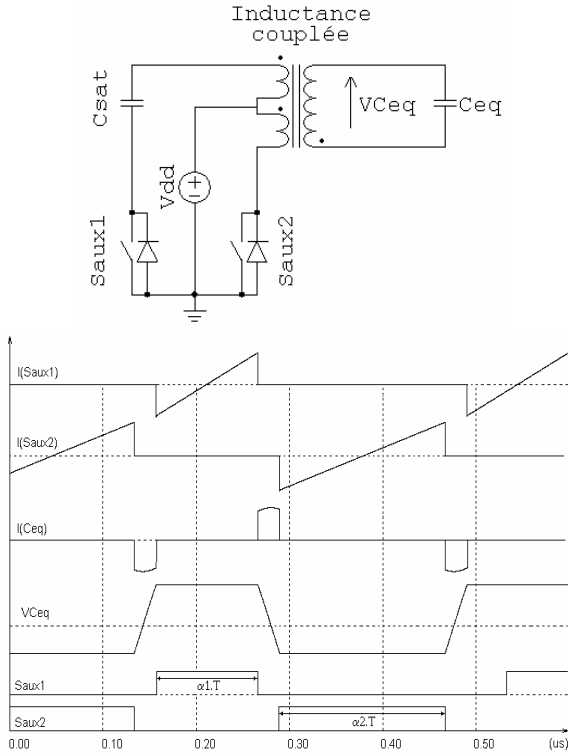 Inductance
couplée
Csat
VCeq
Ceq
Vdd
Saux1
Saux2
I(Saux1)
I(Saux2)
I(Ceq)
VCeq
Saux1
α1.T
Saux2
α2.T
0.00 0.10 0.20 0.30 0.40 0.50 (us)